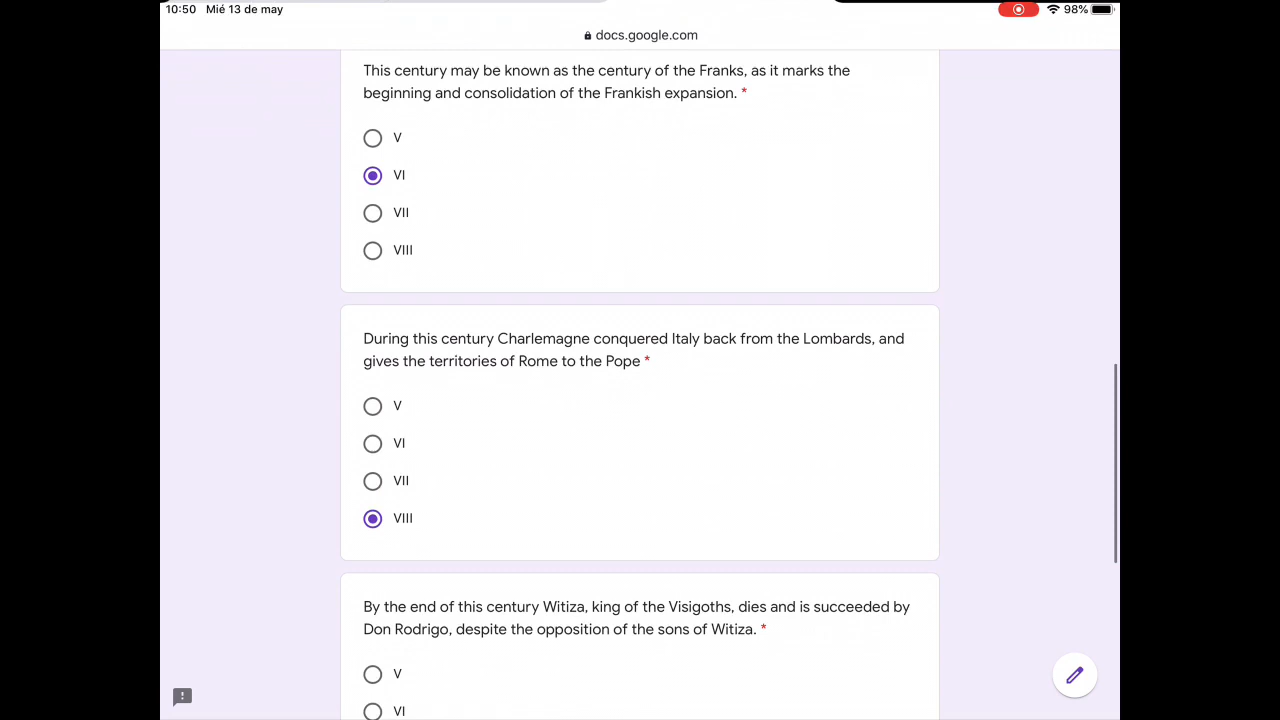 10:50 Mié 13 de may 98%
docs.google.com
This century may be known as the century of the Franks, as it marks the
beginning and consolidation of the Frankish expansion. *
V
VI
VII
VIII
During this century Charlemagne conquered Italy back from the Lombards, and
gives the territories of Rome to the Pope *
V
VI
VII
VIII
By the end of this century Witiza, king of the Visigoths, dies and is succeeded by
Don Rodrigo, despite the opposition of the sons of Witiza. *
V
VI